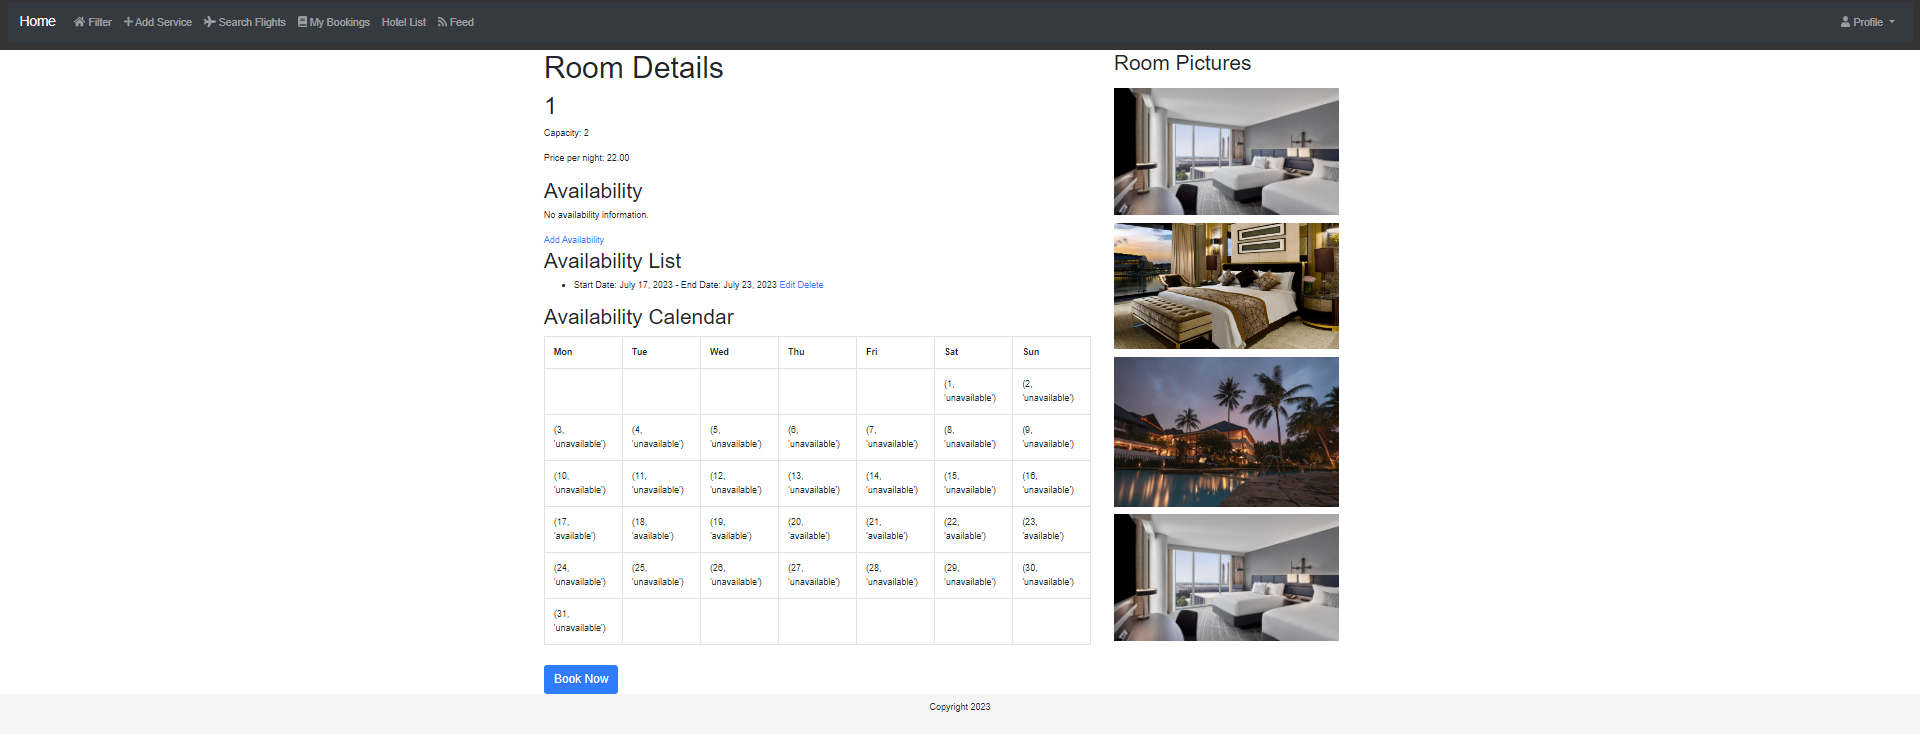 Home Filter Add Service Search Flights My Bookings Hotel List Feed Profile
Room Details
1
Capacity: 2
Price per night: 22.00
Availability
No availability information.
Add Availability
Availability List
Start Date: July 17, 2023 - End Date: July 23, 2023 Edit Delete
Availability Calendar
Mon Tue Wed Thu Fri Sat Sun
(1, (2,
'unavailable') 'unavailable')
(3, (4, (5, (6, (7, (8, (9,
'unavailable') 'unavailable') 'unavailable') 'unavailable') 'unavailable') 'unavailable') 'unavailable')
(10, (11, (12, (13, (14, (15, (16,
'unavailable') 'unavailable') 'unavailable') 'unavailable') 'unavailable') 'unavailable') 'unavailable')
(17, (18, (19, (20, (21, (22, (23,
'available') 'available') 'available') 'available') 'available') 'available') 'available')
(24, (25, (26, (27, (28, (29, (30,
'unavailable') 'unavailable') 'unavailable') 'unavailable') 'unavailable') 'unavailable') 'unavailable')
(31,
'unavailable')
Book Now
Room Pictures
Copyright 2023